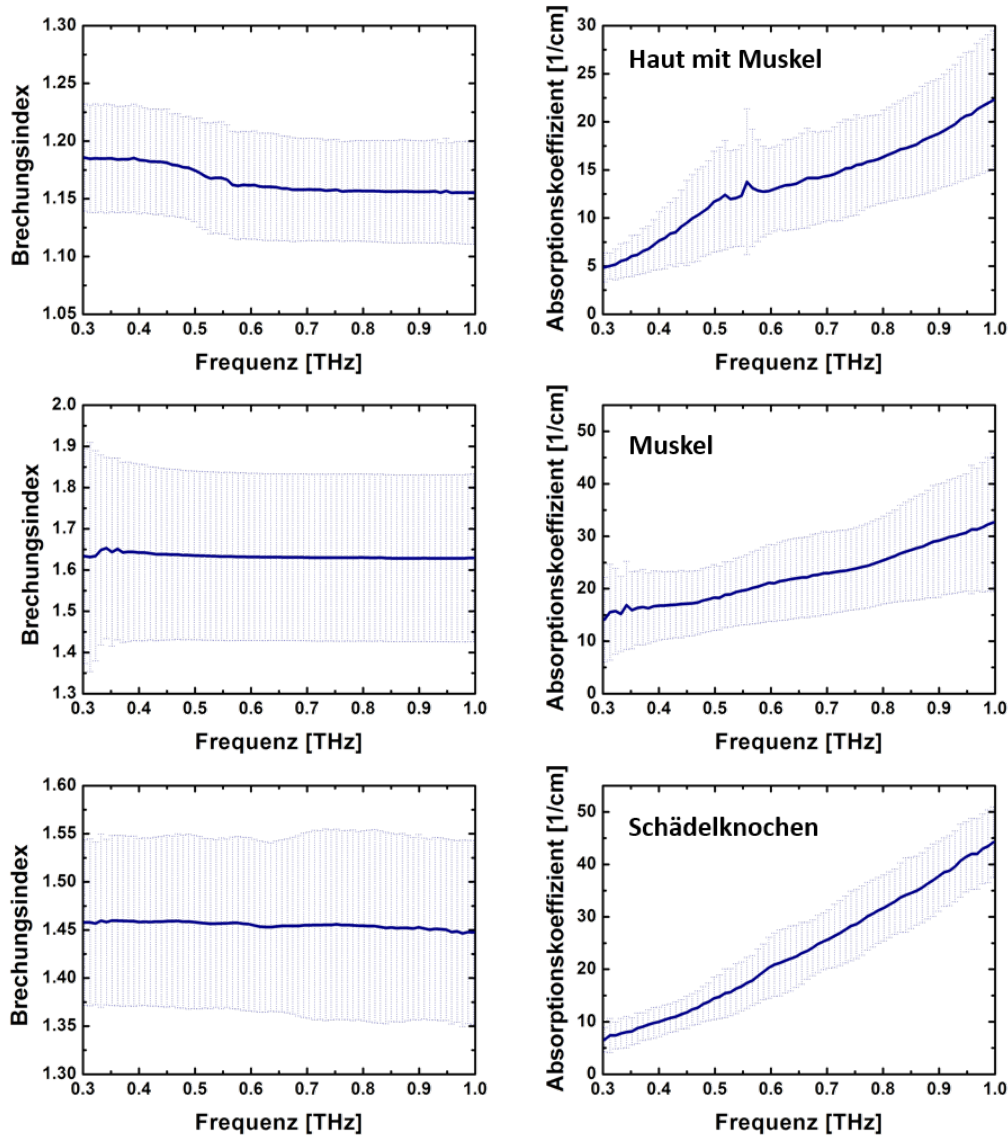 Brechungsindex
1.30
1.25
1.20
1.15
1.10
1.05
0.3 0.4 0.5 0.6 0.7 0.8 0.9 1.0
Frequenz [THz]
Absorptionskoeffizient [1/cm]
Haut mit Muskel
30
25
20
15
10
5
0
0.3 0.4 0.5 0.6 0.7 0.8 0.9 1.0
Frequenz [THz]
Brechungsindex
2.0
1.9
1.8
1.7
1.6
1.5
1.4
1.3
0.3 0.4 0.5 0.6 0.7 0.8 0.9 1.0
Frequenz [THz]
Absorptionskoeffizient [1/cm]
Muskel
50
40
30
20
10
0
0.3 0.4 0.5 0.6 0.7 0.8 0.9 1.0
Frequenz [THz]
Brechungsindex
1.60
1.55
1.50
1.45
1.40
1.35
1.30
0.3 0.4 0.5 0.6 0.7 0.8 0.9 1.0
Frequenz [THz]
Absorptionskoeffizient [1/cm]
Schädelknochen
50
40
30
20
10
0
0.3 0.4 0.5 0.6 0.7 0.8 0.9 1.0
Frequenz [THz]